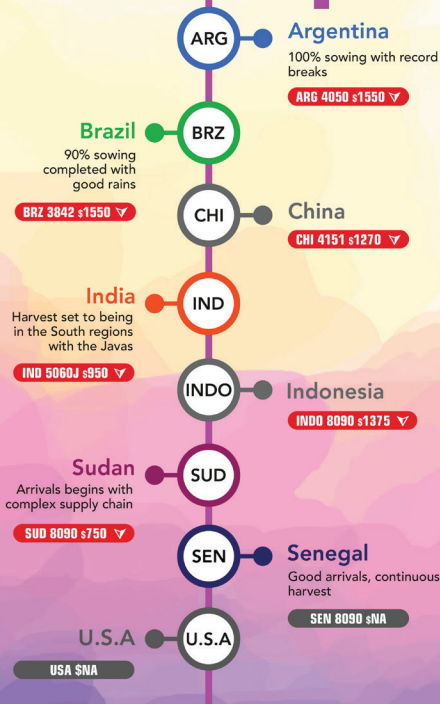 ARG
Argentina
100% sowing with record
breaks
ARG 4050 $1550
Brazil
BRZ
90% sowing
completed with
good rains
BRZ 3842 $1550
CHI
China
CHI 4151 $1270
India
IND
Harvest set to being
in the South regions
with the Javas
IND 5060J $950
INDO
Indonesia
INDO 8090 $1375
Sudan
SUD
Arrivals begins with
complex supply chain
SUD 8090 $750
SEN
Senegal
Good arrivals, continuous
harvest
SEN 8090 $NA
U.S.A
U.S.A
USA $NA